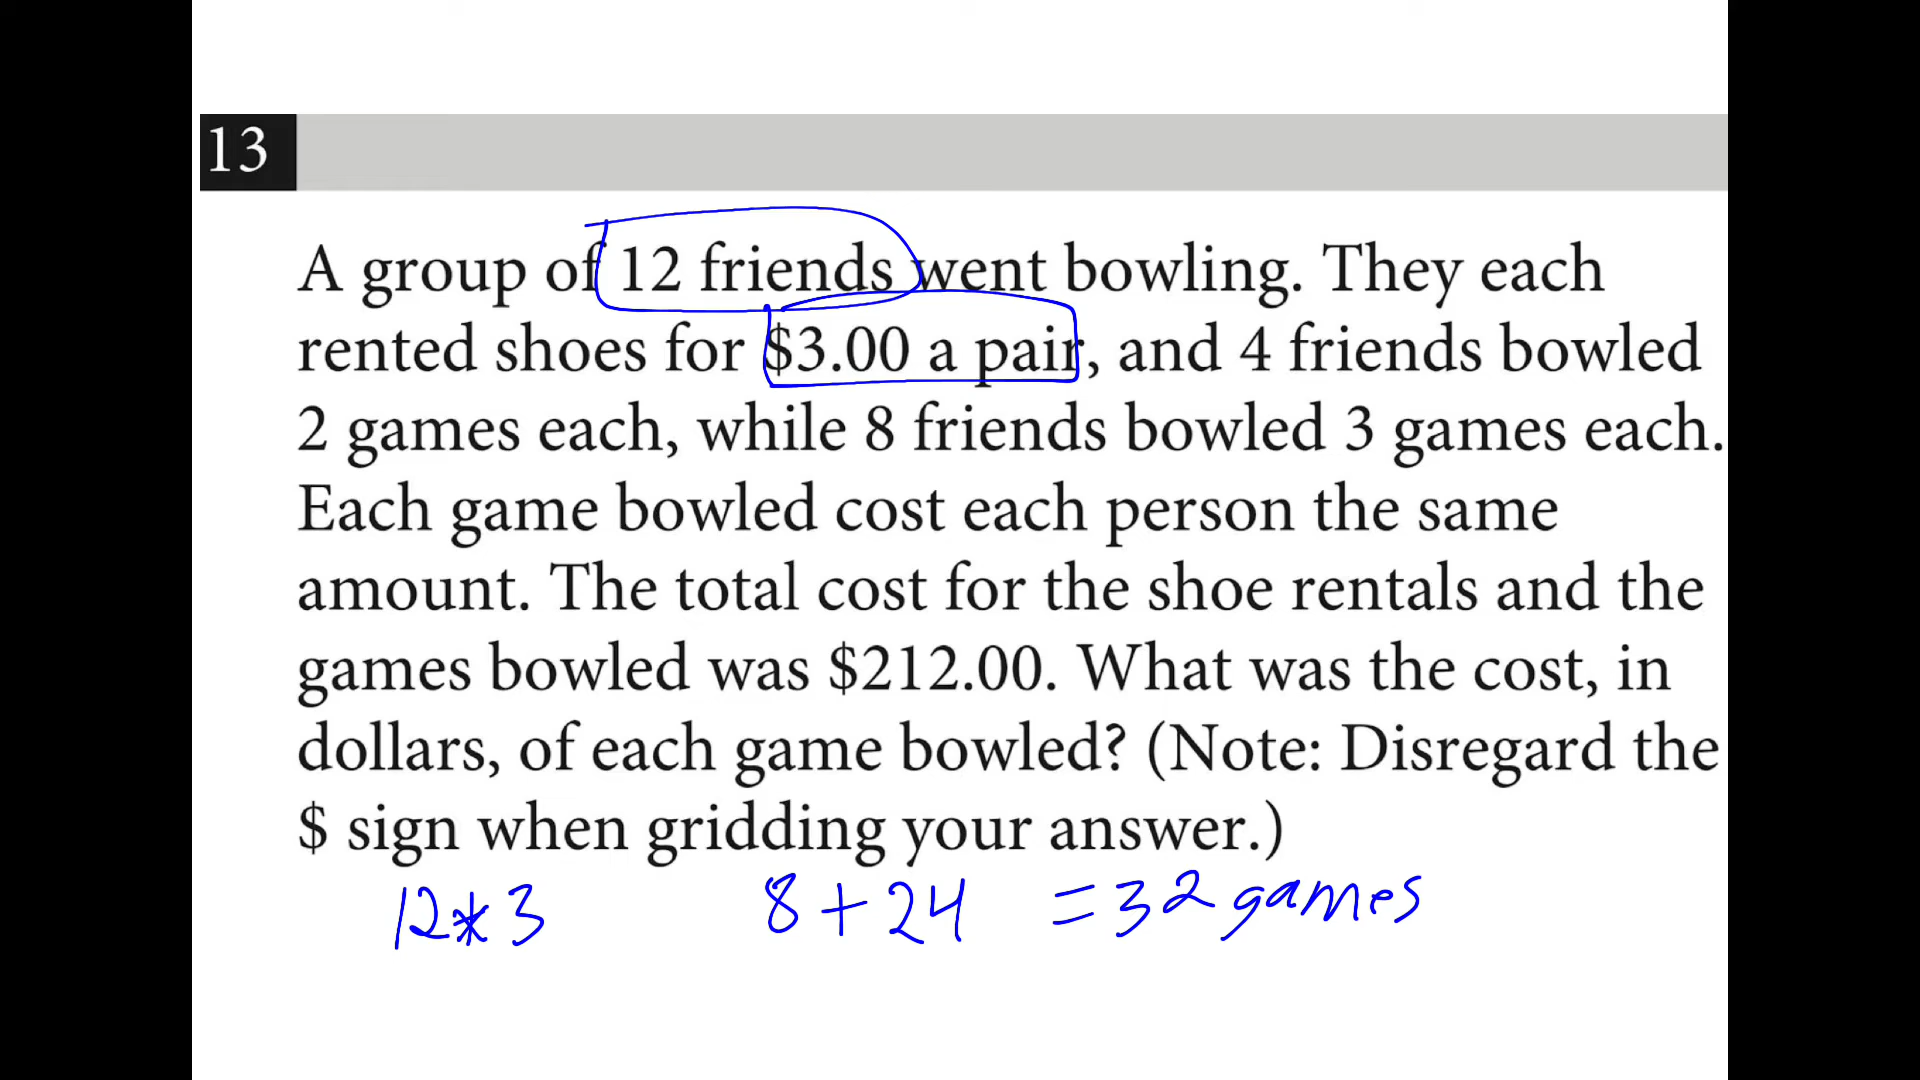 13
A group of 12 friends went bowling. They each
rented shoes for $3.00 a pair, and 4 friends bowled
2 games each, while 8 friends bowled 3 games each.
Each game bowled cost each person the same
amount. The total cost for the shoe rentals and the
games bowled was $212.00. What was the cost, in
dollars, of each game bowled? (Note: Disregard the
$ sign when gridding your answer.)
12*3 8+24 =32 games